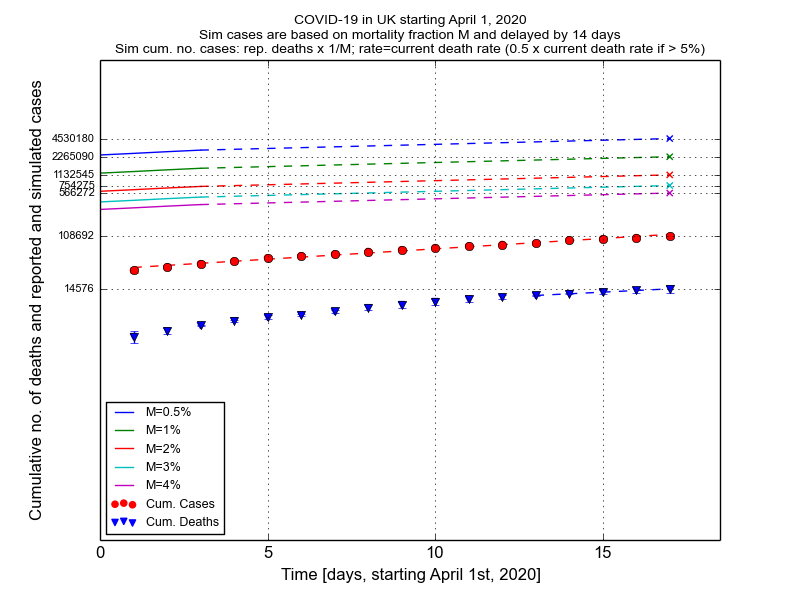 COVID-19 in UK starting April 1, 2020
Sim cases are based on mortality fraction M and delayed by 14 days
Sim cum. no. cases: rep. deaths x 1/M; rate=current death rate (0.5 x current death rate if > 5%)
Cumulative no. of deaths and reported and simulated cases
4530180
2265090
1132545
754275
566272
108692
14576
M=0.5%
M=1%
M=2%
M=3%
M=4%
Cum. Cases
Cum. Deaths
0 5 10 15
Time [days, starting April 1st, 2020]